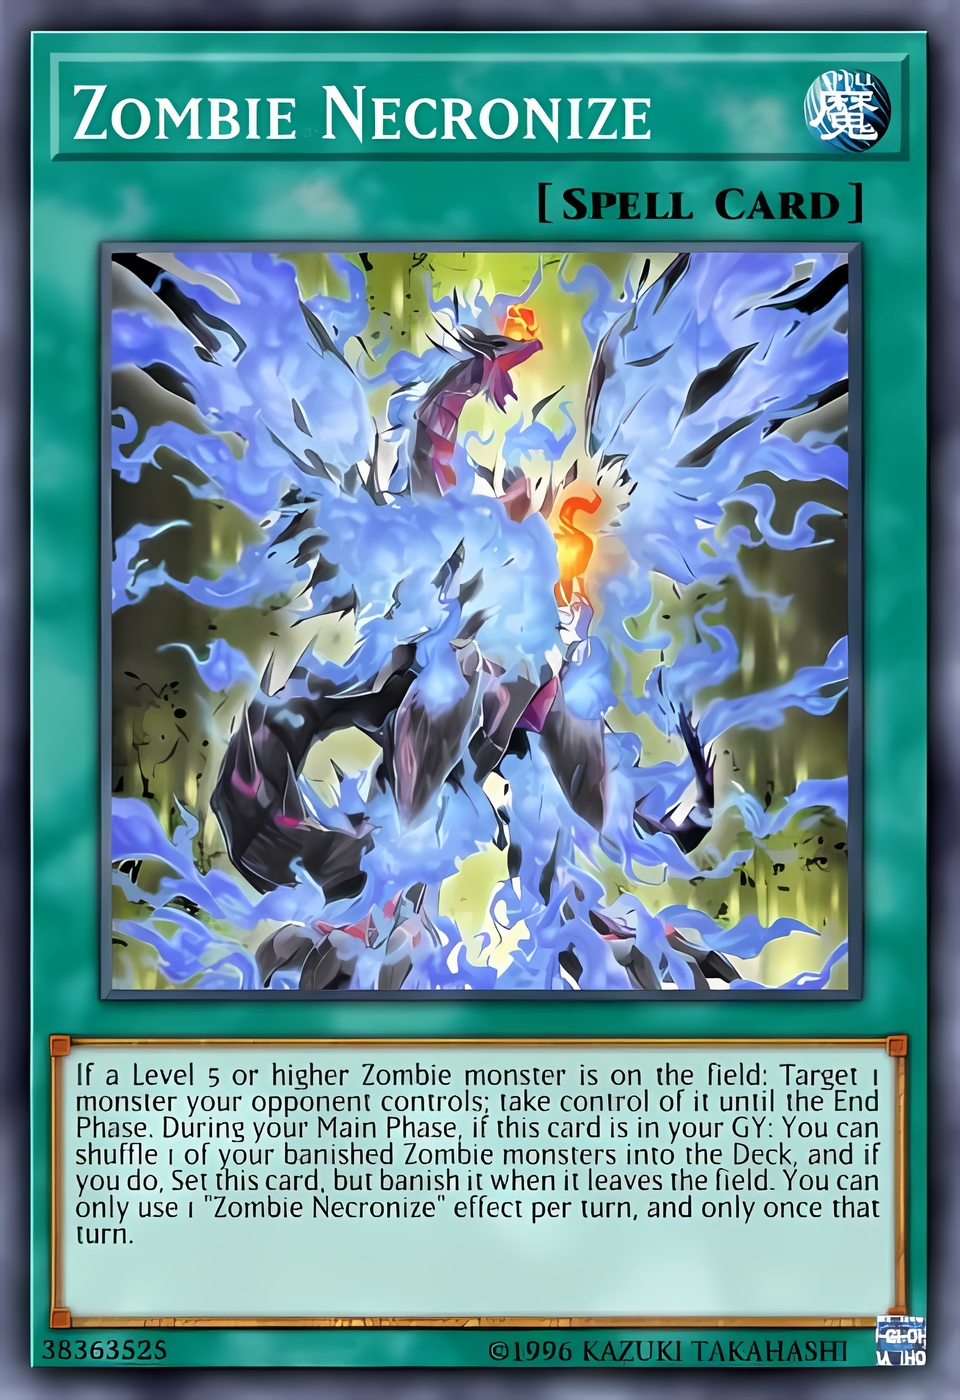 ZOMBIE NECRONIZE
魔
[SPELL CARD]
If a Level 5 or higher Zombie monster is on the field: Target 1
monster your opponent controls; take control of it until the End
Phase. During your Main Phase, if this card is in your GY: You can
shuffle 1 of your banished Zombie monsters into the Deck, and if
you do, Set this card, but banish it when it leaves the field. You can
only use 1 "Zombie Necronize" effect per turn, and only once that
turn.
38363525
©1996 KAZUKI TAKAHASHI